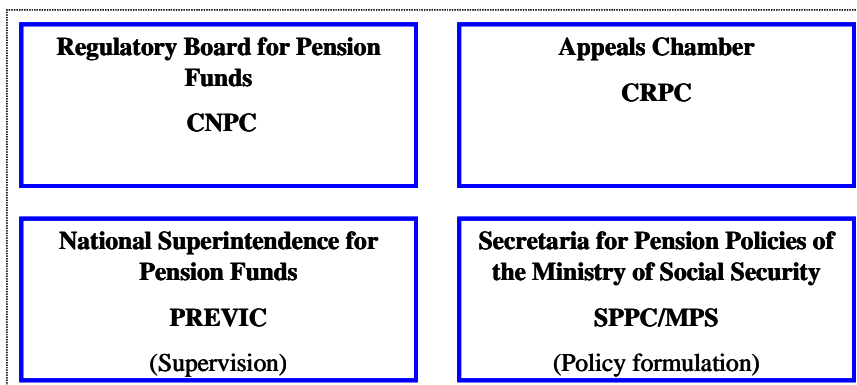 Regulatory Board for Pension
Funds
CNPC
Appeals Chamber
CRPC
National Superintendence for
Pension Funds
PREVIC
(Supervision)
Secretaria for Pension Policies of
the Ministry of Social Security
SPPC/MPS
(Policy formulation)